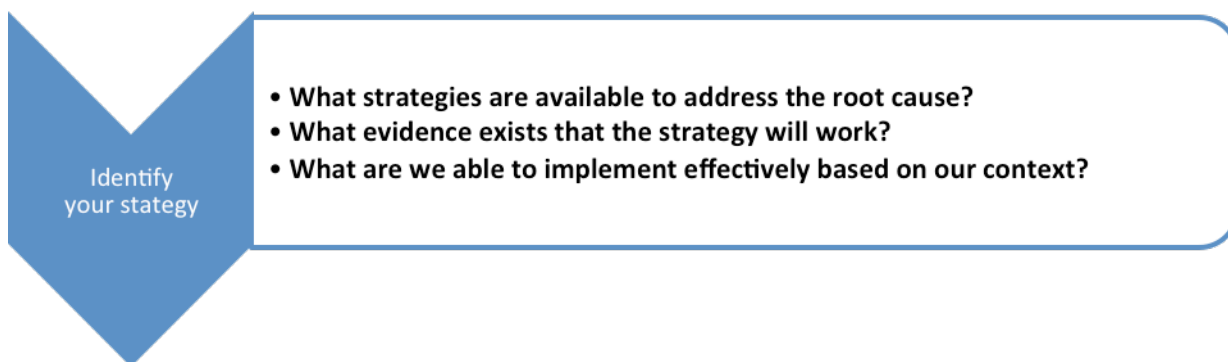 Identify
your stategy
• What strategies are available to address the root cause?
• What evidence exists that the strategy will work?
• What are we able to implement effectively based on our context?